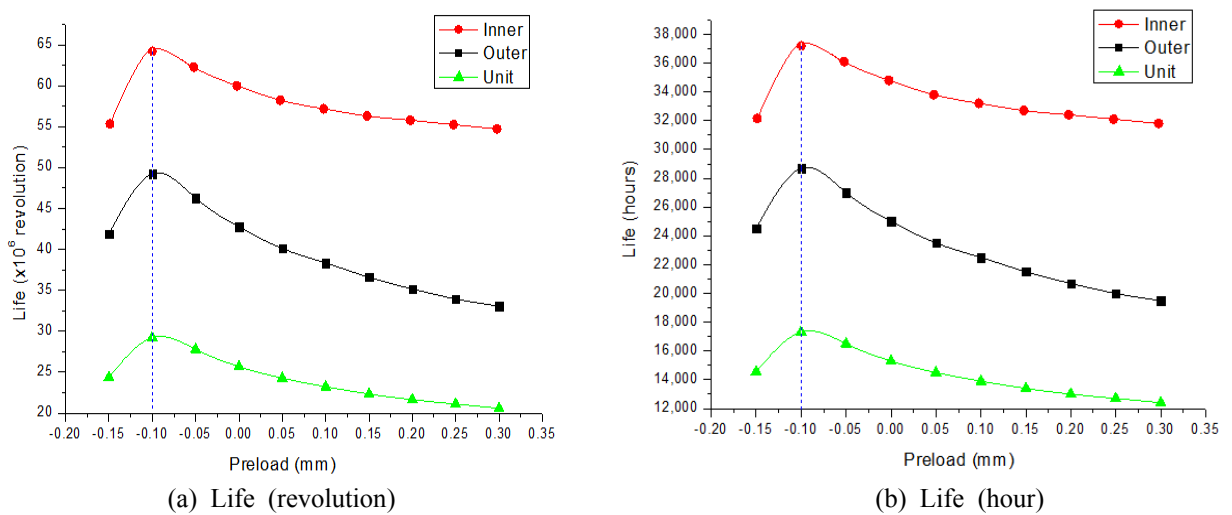 Inner
Outer
Unit
65
60
55
50
45
40
35
30
25
20
Life (x10⁶ revolution)
-0.20 -0.15 -0.10 -0.05 0.00 0.05 0.10 0.15 0.20 0.25 0.30 0.35
Preload (mm)
(a) Life (revolution)
Inner
Outer
Unit
38,000
36,000
34,000
32,000
30,000
28,000
26,000
24,000
22,000
20,000
18,000
16,000
14,000
12,000
Life (hours)
-0.20 -0.15 -0.10 -0.05 0.00 0.05 0.10 0.15 0.20 0.25 0.30 0.35
Preload (mm)
(b) Life (hour)